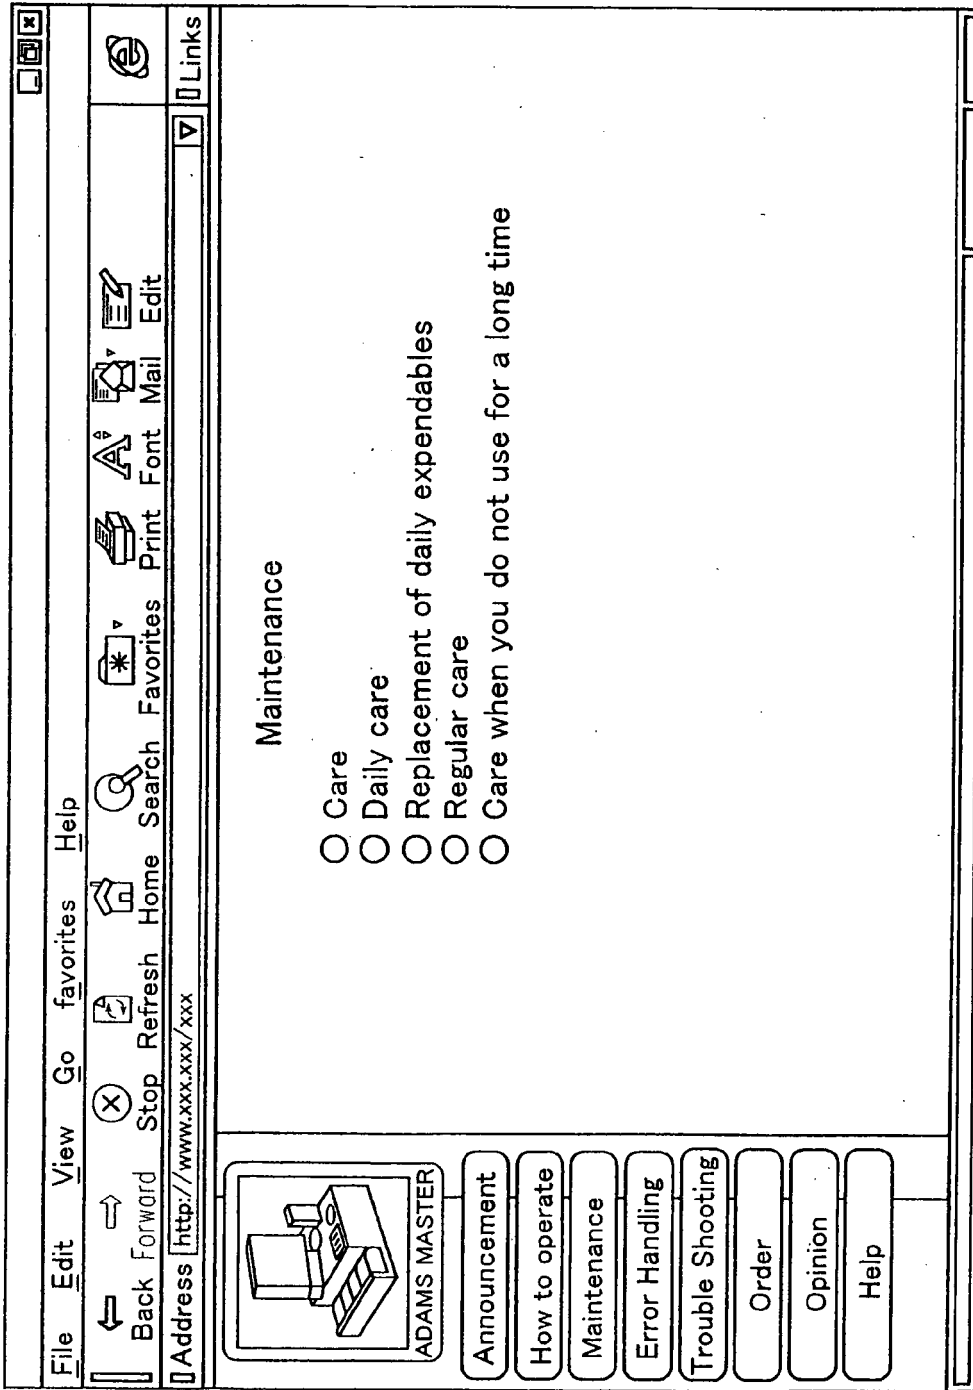 File Edit View Go favorites Help
Back Forward Stop Refresh Home Search Favorites Print Font Mail Edit
Address http://www.xxx.xxx/xxx Links
ADAMS MASTER
Announcement
How to operate
Maintenance
Error Handling
Trouble Shooting
Order
Opinion
Help
Maintenance
Care
Daily care
Replacement of daily expendables
Regular care
Care when you do not use for a long time